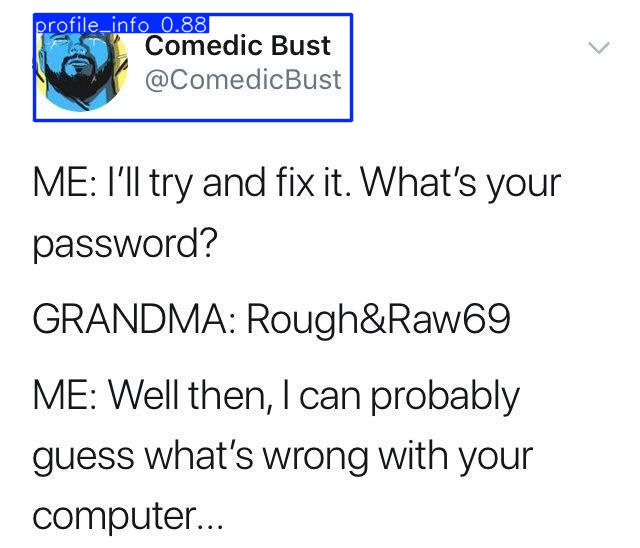 profile_info 0.88
Comedic Bust
@ComedicBust
ME: I'll try and fix it. What's your
password?
GRANDMA: Rough&Raw69
ME: Well then, I can probably
guess what's wrong with your
computer...